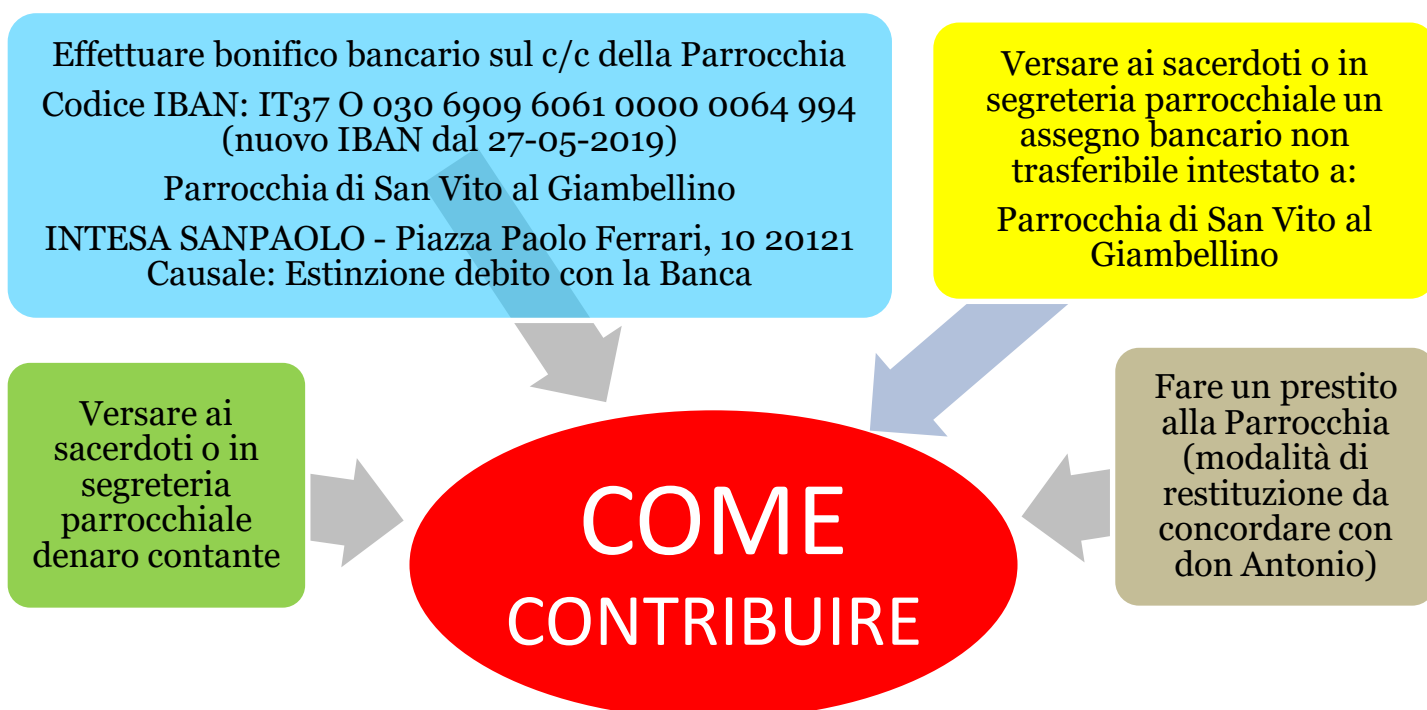 Effettuare bonifico bancario sul c/c della Parrocchia
Codice IBAN: IT37 O 030 6909 6061 0000 0064 994
(nuovo IBAN dal 27-05-2019)
Parrocchia di San Vito al Giambellino
INTESA SANPAOLO - Piazza Paolo Ferrari, 10 20121
Causale: Estinzione debito con la Banca
Versare ai sacerdoti o in
segreteria parrocchiale un
assegno bancario non
trasferibile intestato a:
Parrocchia di San Vito al
Giambellino
Versare ai
sacerdoti o in
segreteria
parrocchiale
denaro contante
COME
CONTRIBUIRE
Fare un prestito
alla Parrocchia
(modalità di
restituzione da
concordare con
don Antonio)